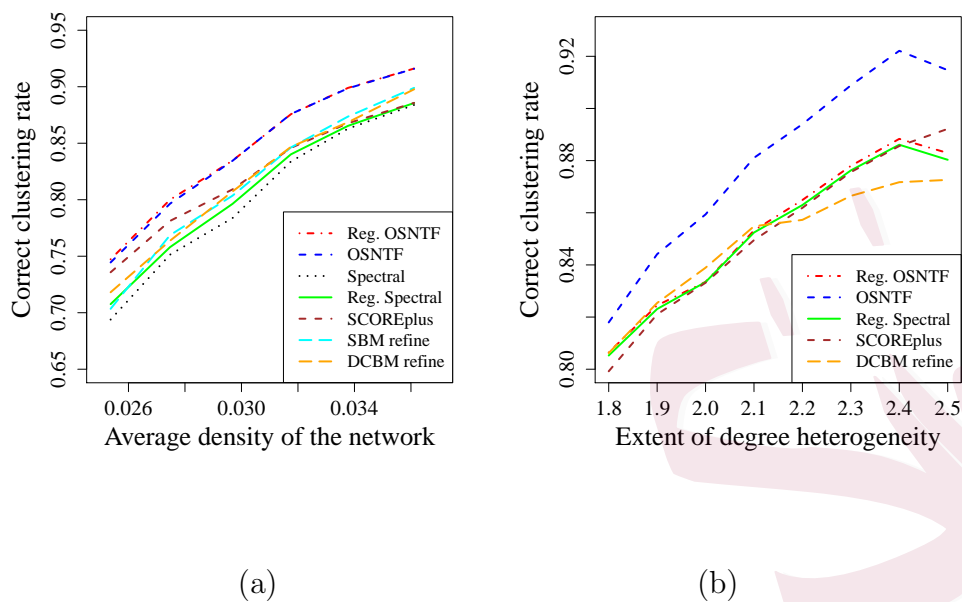 Correct clustering rate
0.95
0.90
0.85
0.80
0.75
0.70
0.65
Reg. OSNTF
OSNTF
Spectral
Reg. Spectral
SCOREplus
SBM refine
DCBM refine
0.026
0.030
0.034
Average density of the network
(a)
Correct clustering rate
0.92
0.88
0.84
0.80
Reg. OSNTF
OSNTF
Reg. Spectral
SCOREplus
DCBM refine
1.8 1.9 2.0 2.1 2.2 2.3 2.4 2.5
Extent of degree heterogeneity
(b)